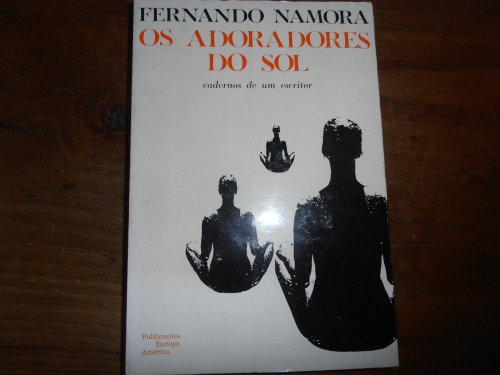 FERNANDO NAMORA
OS ADORADORES
DO SOL
cadernos de um escritor
Publicações
Europa
América